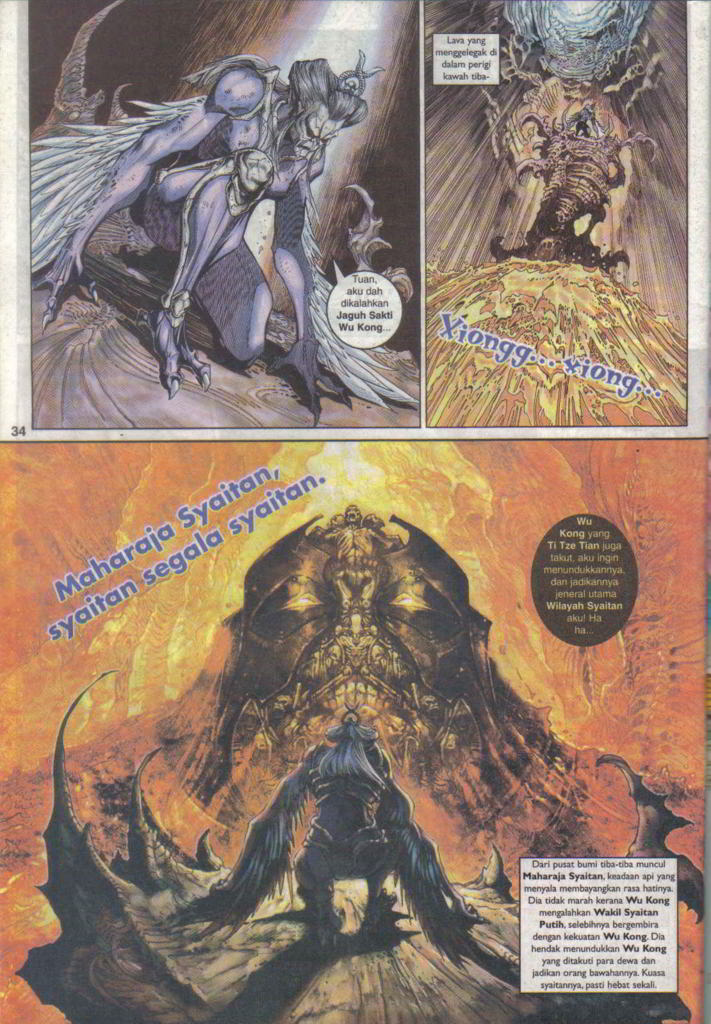 Tuan,
aku dah
dikalahkan
Jaguh Sakti
Wu Kong...
Lava yang
menggelegak di
dalam perigi
kawah tiba-
Xiongg... xiong...
34
Maharaja Syaitan,
syaitan segala syaitan.
Wu
Kong yang
Ti Tze Tian juga
takut, aku ingin
menundukkannya,
dan jadikannya
jeneral utama
Wilayah Syaitan
aku! Ha
ha...
Dari pusat bumi tiba-tiba muncul
Maharaja Syaitan, keadaan api yang
menyala membayangkan rasa hatinya.
Dia tidak marah kerana Wu Kong
mengalahkan Wakil Syaitan
Putih, selebihnya bergembira
dengan kekuatan Wu Kong. Dia
hendak menundukkan Wu Kong
yang ditakuti para dewa dan
jadikan orang bawahannya. Kuasa
syaitannya, pasti hebat sekali.